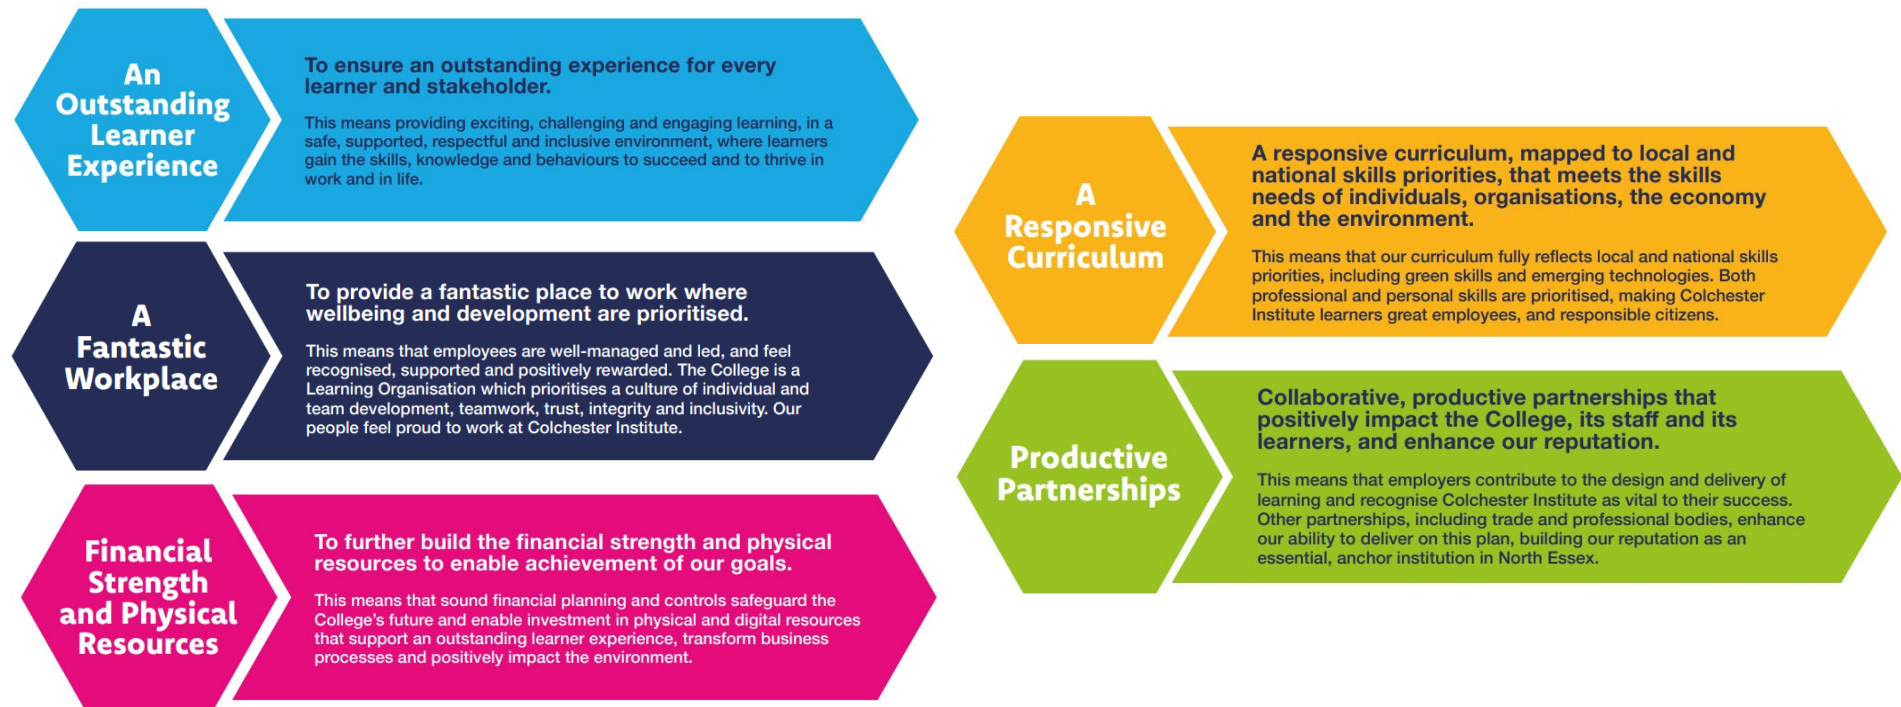 An
Outstanding
Learner
Experience
To ensure an outstanding experience for every
learner and stakeholder.
This means providing exciting, challenging and engaging learning, in a
safe, supported, respectful and inclusive environment, where learners
gain the skills, knowledge and behaviours to succeed and to thrive in
work and in life.
A
Fantastic
Workplace
To provide a fantastic place to work where
wellbeing and development are prioritised.
This means that employees are well-managed and led, and feel
recognised, supported and positively rewarded. The College is a
Learning Organisation which prioritises a culture of individual and
team development, teamwork, trust, integrity and inclusivity. Our
people feel proud to work at Colchester Institute.
Financial
Strength
and Physical
Resources
To further build the financial strength and physical
resources to enable achievement of our goals.
This means that sound financial planning and controls safeguard the
College's future and enable investment in physical and digital resources
that support an outstanding learner experience, transform business
processes and positively impact the environment.
A
Responsive
Curriculum
A responsive curriculum, mapped to local and
national skills priorities, that meets the skills
needs of individuals, organisations, the economy
and the environment.
This means that our curriculum fully reflects local and national skills
priorities, including green skills and emerging technologies. Both
professional and personal skills are prioritised, making Colchester
Institute learners great employees, and responsible citizens.
Productive
Partnerships
Collaborative, productive partnerships that
positively impact the College, its staff and its
learners, and enhance our reputation.
This means that employers contribute to the design and delivery of
learning and recognise Colchester Institute as vital to their success.
Other partnerships, including trade and professional bodies, enhance
our ability to deliver on this plan, building our reputation as an
essential, anchor institution in North Essex.